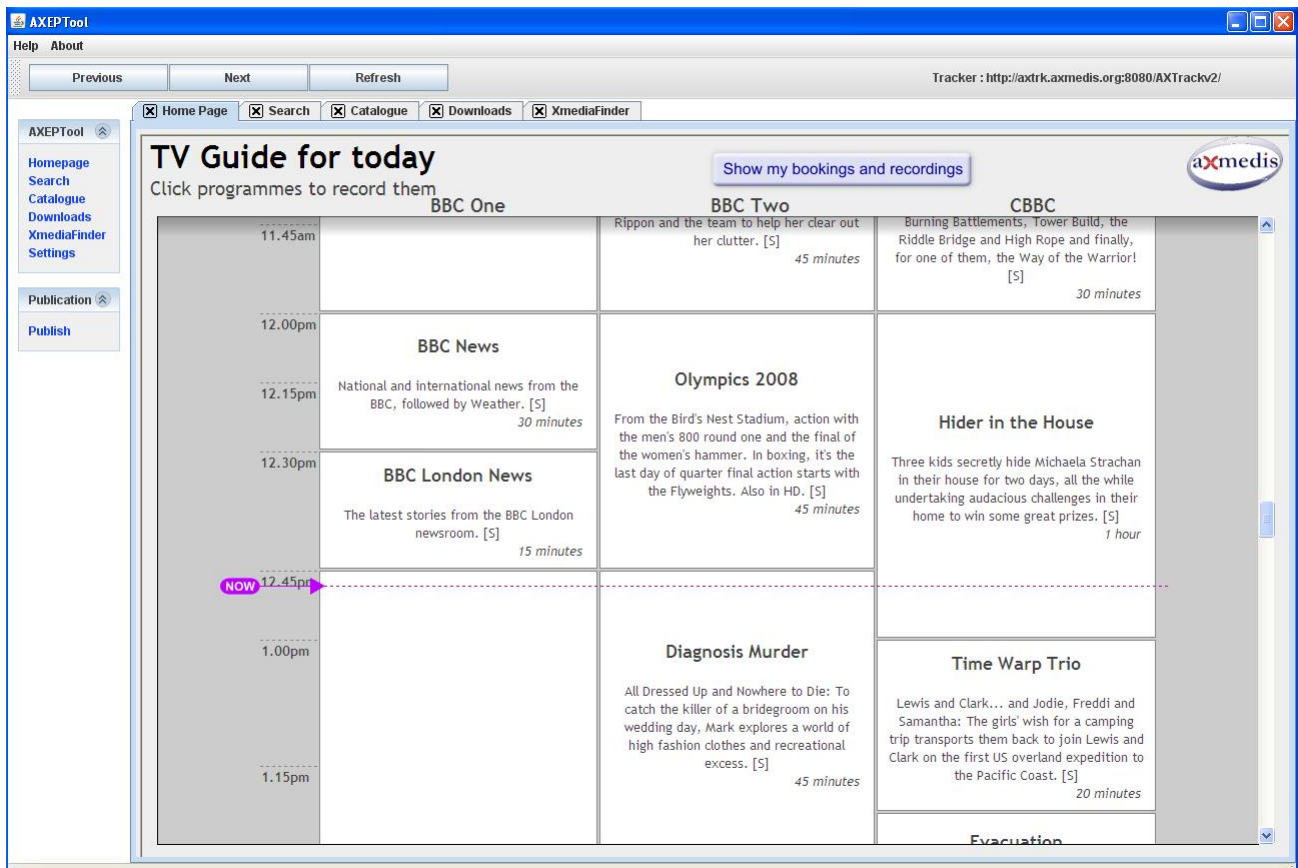 AXEPTool
Help About
Previous Next Refresh
Tracker : http://axtrk.axmedis.org:8080/AXTrackv2/
Home Page Search Catalogue Downloads XmediaFinder
AXEPTool
Homepage
Search
Catalogue
Downloads
XmediaFinder
Settings
Publication
Publish
TV Guide for today
Click programmes to record them
Show my bookings and recordings
axmedis
BBC One BBC Two CBBC
11.45am
12.00pm
12.15pm
12.30pm
NOW
12.45pm
1.00pm
1.15pm
BBC News
National and international news from the
BBC, followed by Weather. [S]
30 minutes
BBC London News
The latest stories from the BBC London
newsroom. [S]
15 minutes
Rippon and the team to help her clear out
her clutter. [S]
45 minutes
Olympics 2008
From the Bird's Nest Stadium, action with
the men's 800 round one and the final of
the women's hammer. In boxing, it's the
last day of quarter final action starts with
the Flyweights. Also in HD. [S]
45 minutes
Diagnosis Murder
All Dressed Up and Nowhere to Die: To
catch the killer of a bridegroom on his
wedding day, Mark explores a world of
high fashion clothes and recreational
excess. [S]
45 minutes
Burning Battlements, Tower Build, the
Riddle Bridge and High Rope and finally,
for one of them, the Way of the Warrior!
[S]
30 minutes
Hider in the House
Three kids secretly hide Michaela Strachan
in their house for two days, all the while
undertaking audacious challenges in their
home to win some great prizes. [S]
1 hour
Time Warp Trio
Lewis and Clark... and Jodie, Freddi and
Samantha: The girls' wish for a camping
trip transports them back to join Lewis and
Clark on the first US overland expedition to
the Pacific Coast. [S]
20 minutes
Evacuation